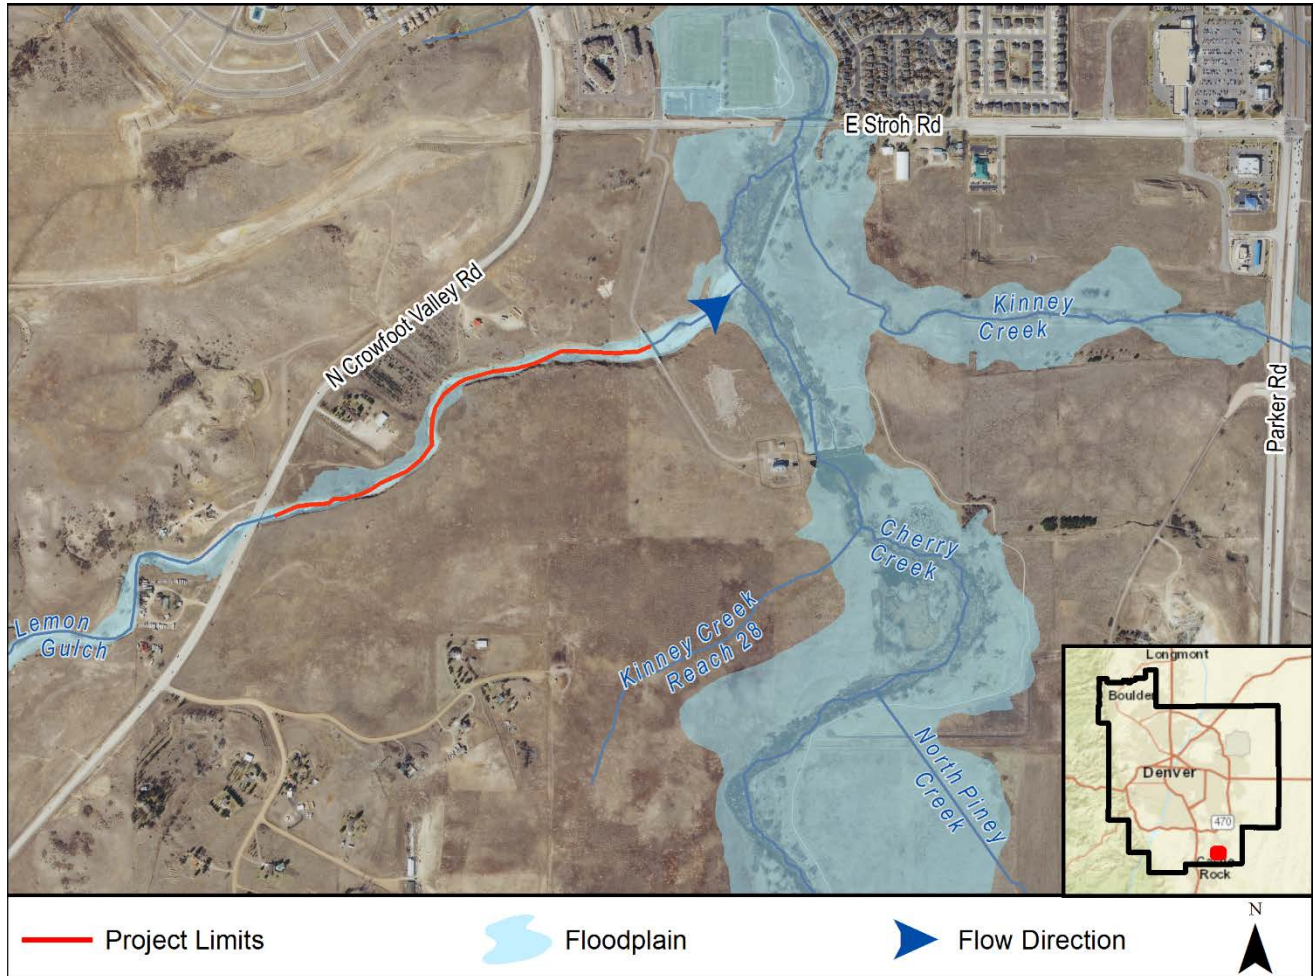 E Stroh Rd
N Crowfoot Valley Rd
Kinney
Creek
Parker Rd
Cherry
Creek
Kinney Creek
Reach 28
Lemon
Gulch
North Piney
Creek
Longmont
Boulder
Denver
470
Rock
N
Project Limits
Floodplain
Flow Direction